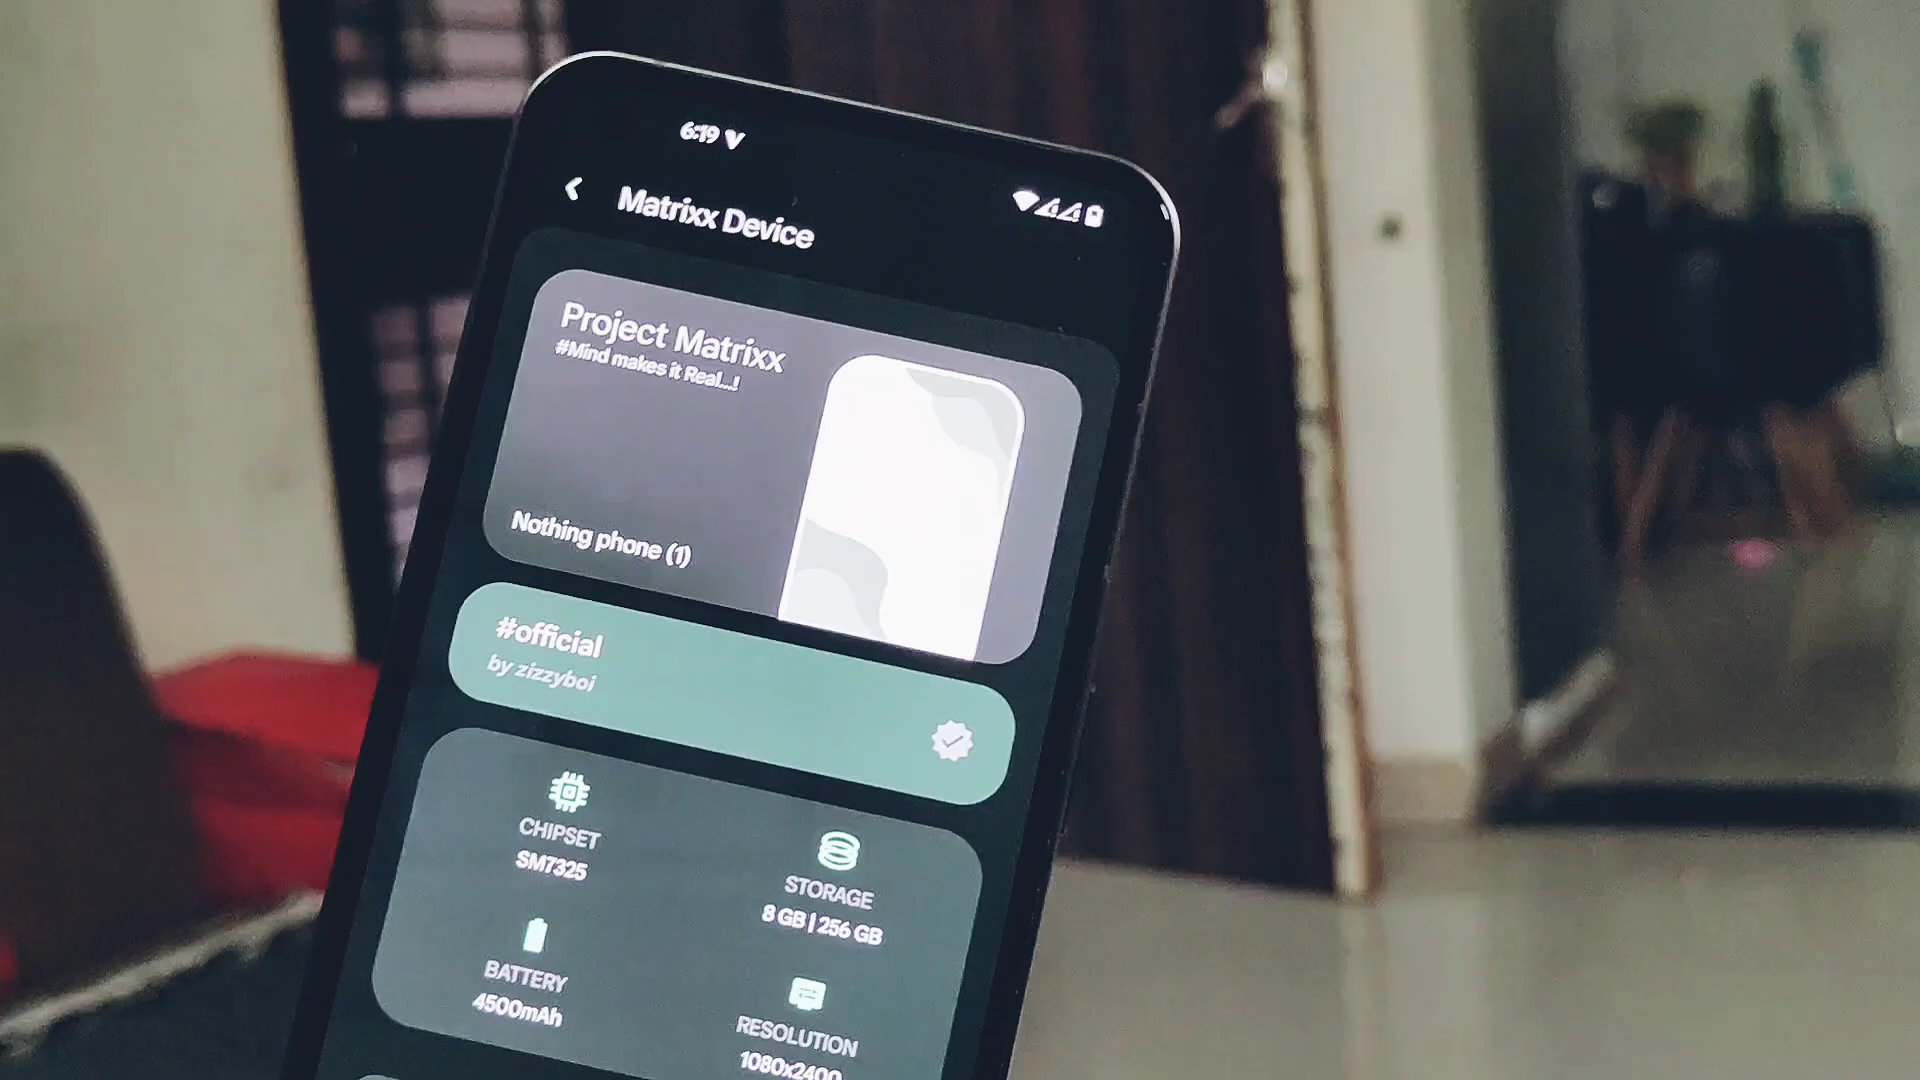 6:19
Matrixx Device
Project Matrixx
#Mind makes it Real...!
Nothing phone (1)
#official
by zizzyboi
CHIPSET
SM7325
STORAGE
8 GB | 256 GB
BATTERY
4500mAh
RESOLUTION
1080x2400